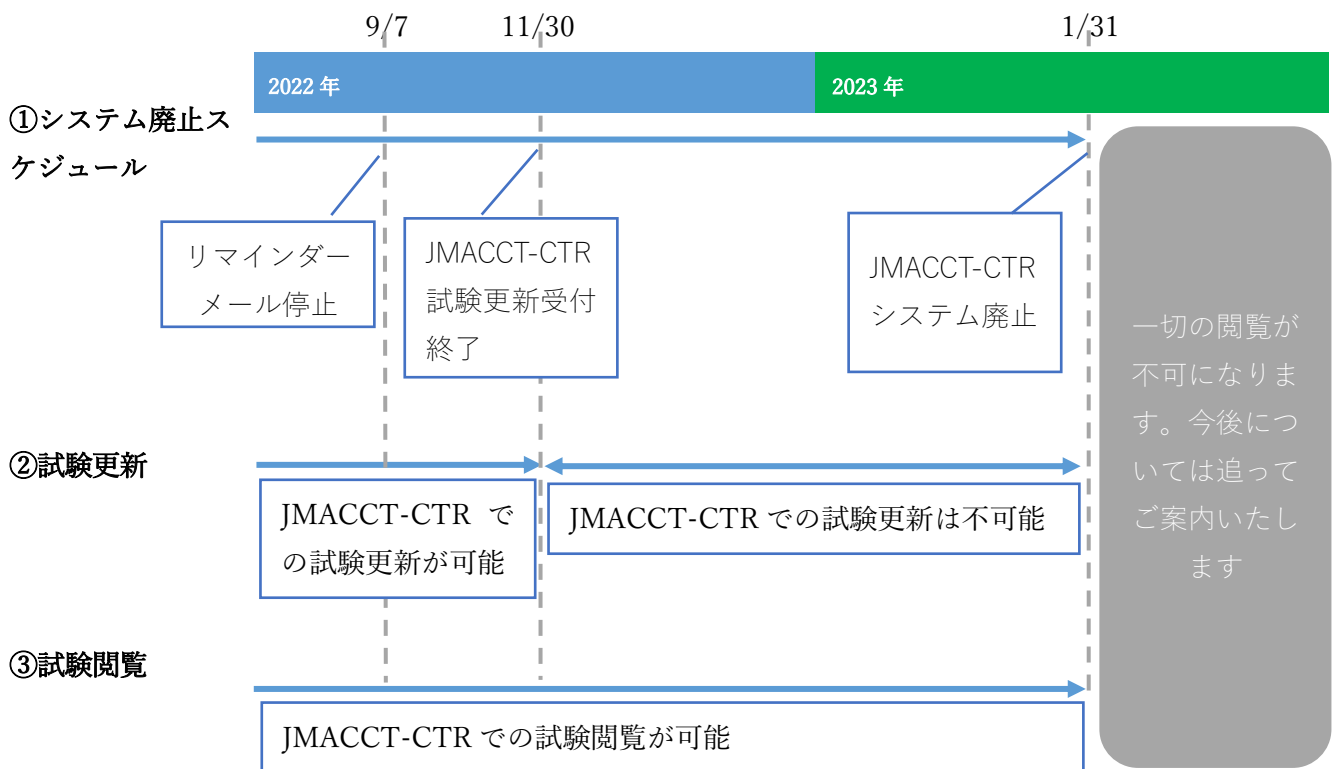 9/7
11/30
1/31
2022 年
2023 年
①システム廃止ス
ケジュール
リマインダー
メール停止
JMACCT-CTR
試験更新受付
終了
JMACCT-CTR
システム廃止
一切の閲覧が
不可になりま
す。今後につ
いては追って
ご案内いたし
ます
②試験更新
JMACCT-CTR で
の試験更新が可能
JMACCT-CTR での試験更新は不可能
③試験閲覧
JMACCT-CTR での試験閲覧が可能